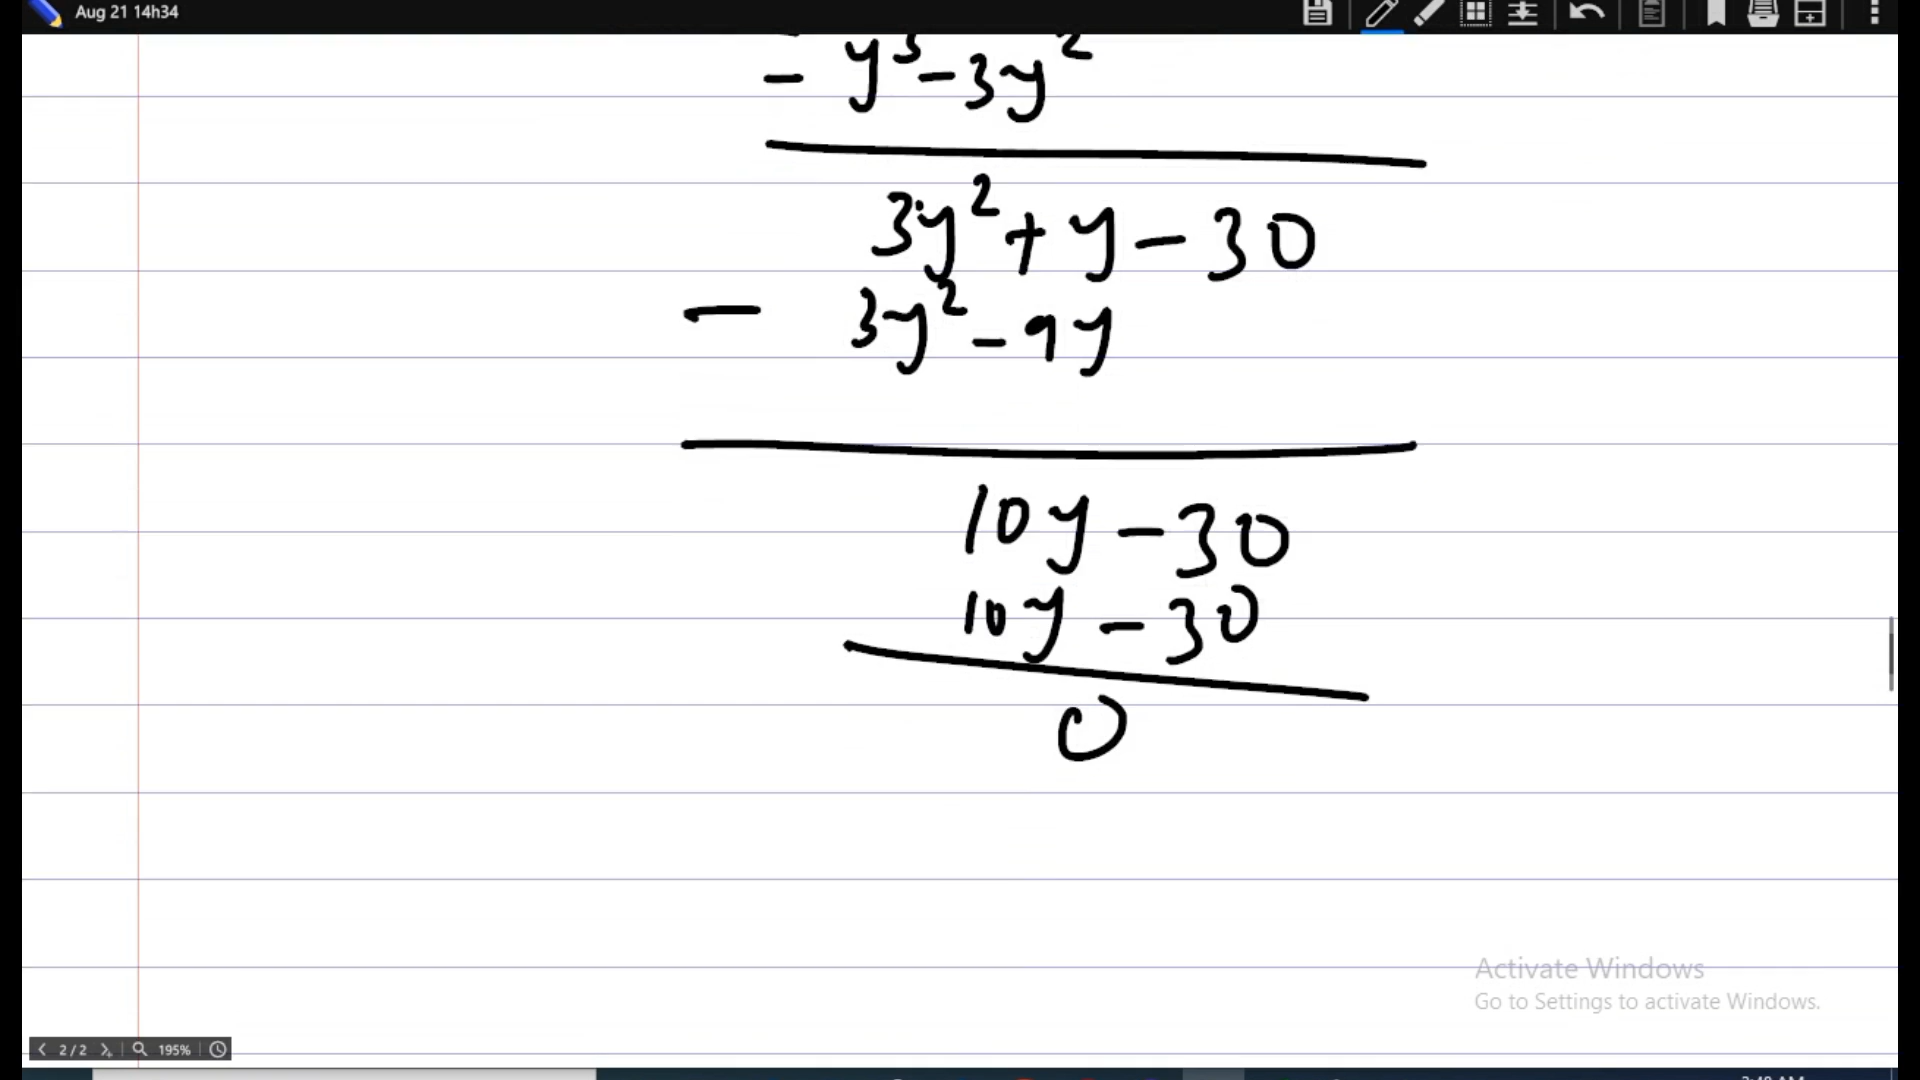 Aug 21 14h34
- y³-3y²
3y²+y-30
- 3y²-9y
10y-30
10y-30
0
Activate Windows
Go to Settings to activate Windows.
2/2 195%